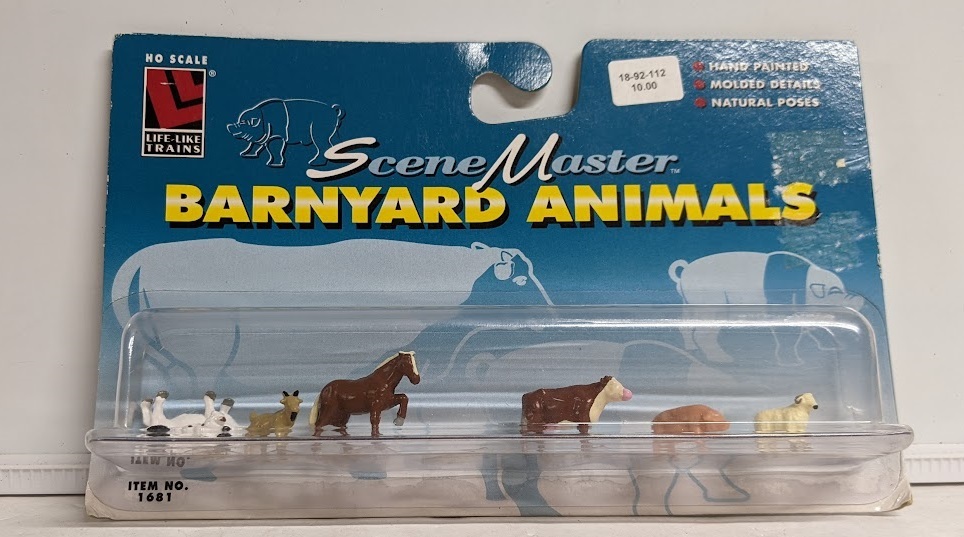 HO SCALE
®
LIFE-LIKE
TRAINS
18-92-112
10.00
HAND PAINTED
MOLDED DETAILS
NATURAL POSES
SceneMaster™
BARNYARD ANIMALS
ITEM NO.
1681